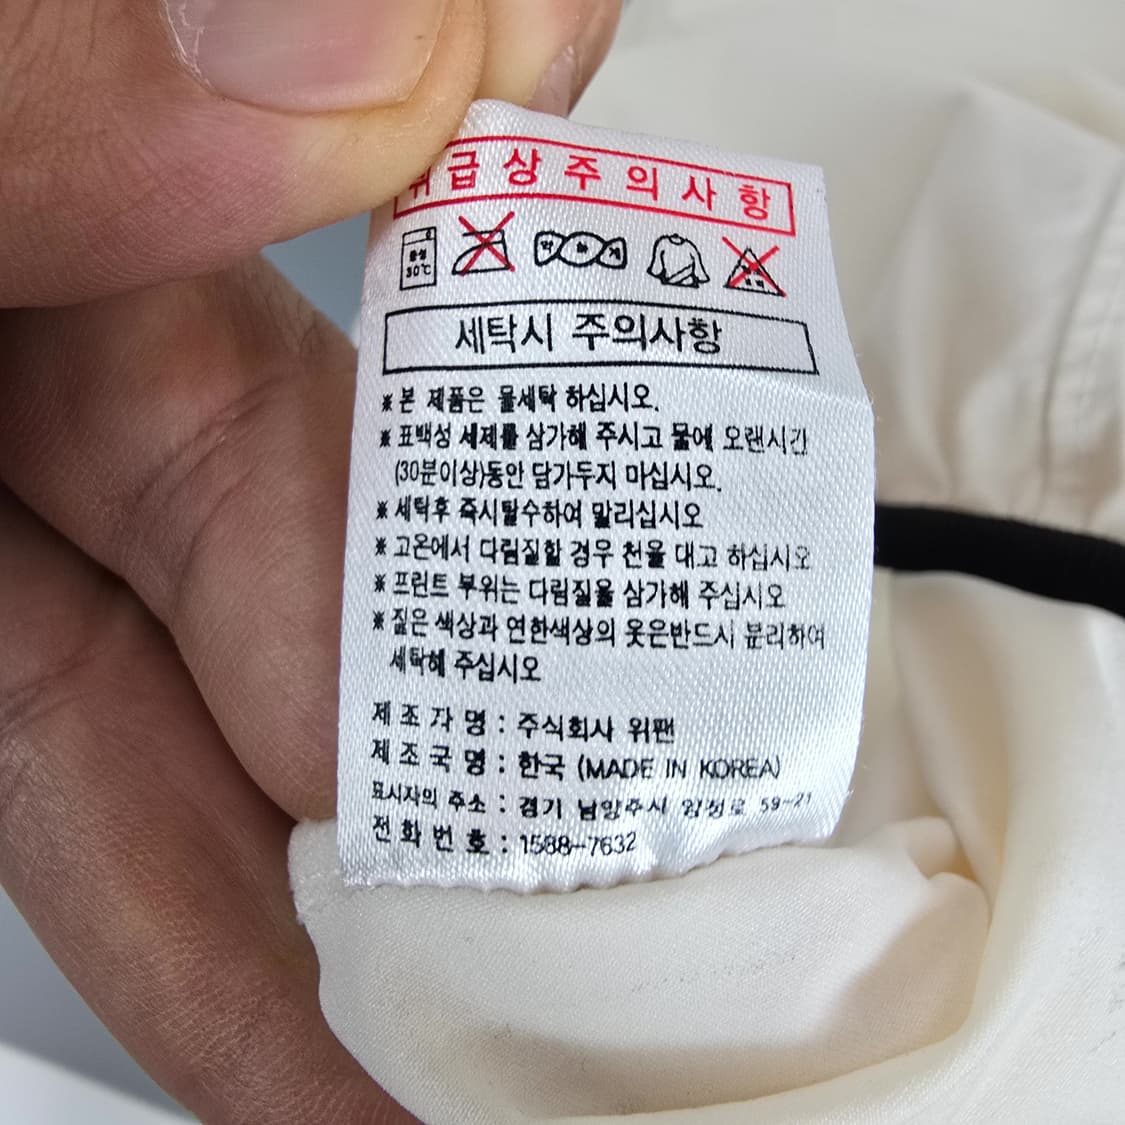 취급상주의사항
중성 30℃
약하게
세탁시 주의사항
※ 본 제품은 물세탁 하십시오.
※ 표백성 세제를 삼가해 주시고 물에 오랜시간
(30분이상)동안 담가두지 마십시오.
※ 세탁후 즉시탈수하여 말리십시오
※ 고온에서 다림질할 경우 천을 대고 하십시오
※ 프린트 부위는 다림질을 삼가해 주십시오
※ 짙은 색상과 연한색상의 옷은반드시 분리하여
세탁해 주십시오
제 조 자 명 : 주식회사 위팬
제 조 국 명 : 한국 (MADE IN KOREA)
표시자의 주소 : 경기 남양주시 59-21
전 화 번 호 : 1588-7632